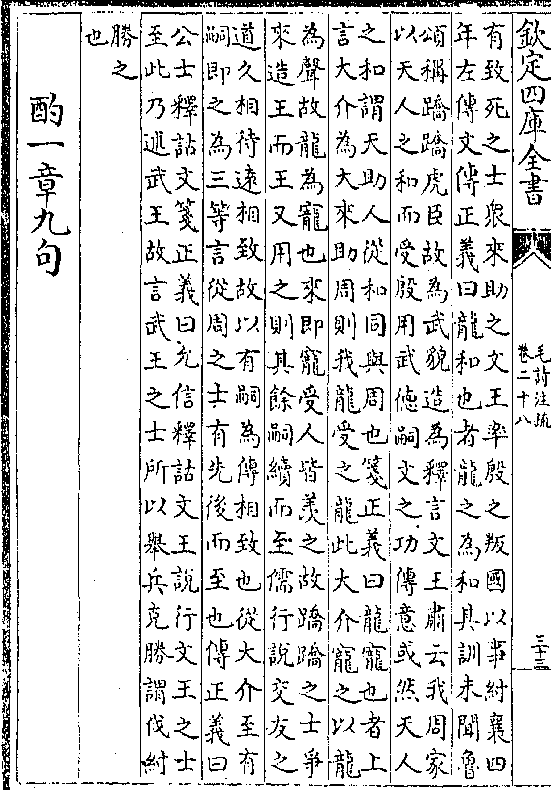 欽定四庫全書
毛詩注疏
卷二十八
三十三
有致死之士眾來助之文王率殷之叛國以事紂襄四
年左傳文傳正義曰龍和也者龍之為和其訓未聞魯
頌稱蹻蹻虎臣故為武貌造為釋言文王肅云我周家
以天人之和而受殷用武德嗣文之功傳意或然天人
之和謂天助人從和同與周也箋正義曰龍寵也者上
言大介為大來助周則我龍受之龍此大介寵之以龍
為聲故龍為寵也來即寵受人皆羡之故蹻蹻之士爭
來造王而王又用之則其餘嗣續而至儒行說交友之
道久相待遠相致故以有嗣為傳相致也從大介至有
嗣即之為三等言從周之士有先後而至也傳正義曰
公士釋詁文箋正義曰允信釋詁文王說行文王之士
至此乃述武王故言武王之士所以舉兵克勝謂伐紂
勝之
也
酌一章九句